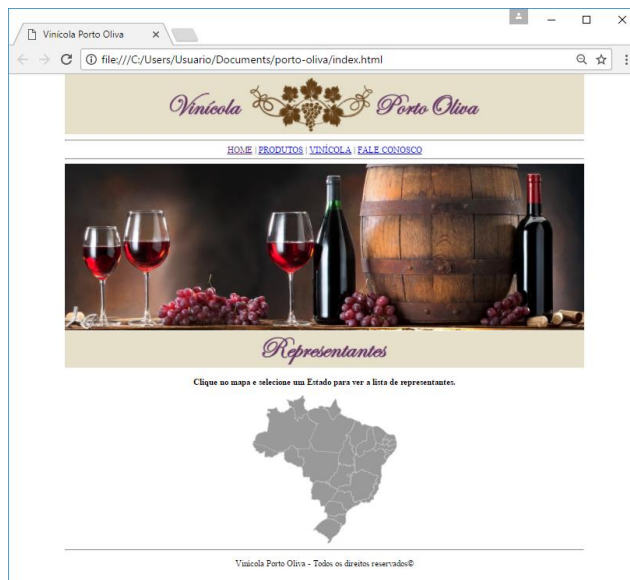 Vinícola Porto Oliva
file:///C:/Users/Usuario/Documents/porto-oliva/index.html
Vinícola Porto Oliva
HOME | PRODUTOS | VINÍCOLA | FALE CONOSCO
Representantes
Clique no mapa e selecione um Estado para ver a lista de representantes.
Vinícola Porto Oliva - Todos os direitos reservados©